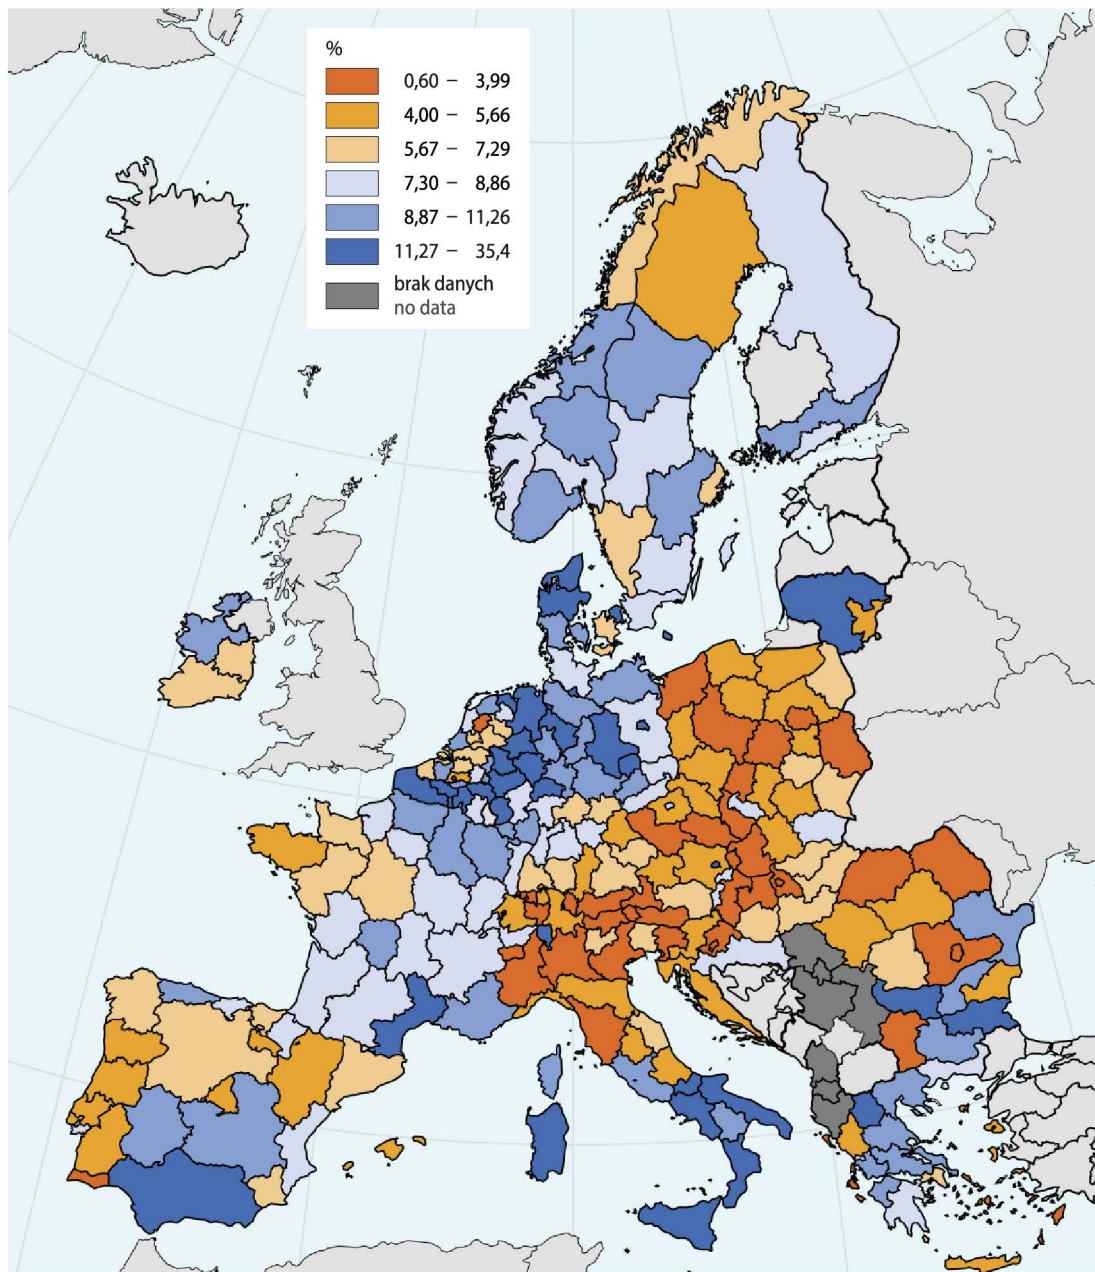 %
0,60 – 3,99
4,00 – 5,66
5,67 – 7,29
7,30 – 8,86
8,87 – 11,26
11,27 – 35,4
brak danych
no data